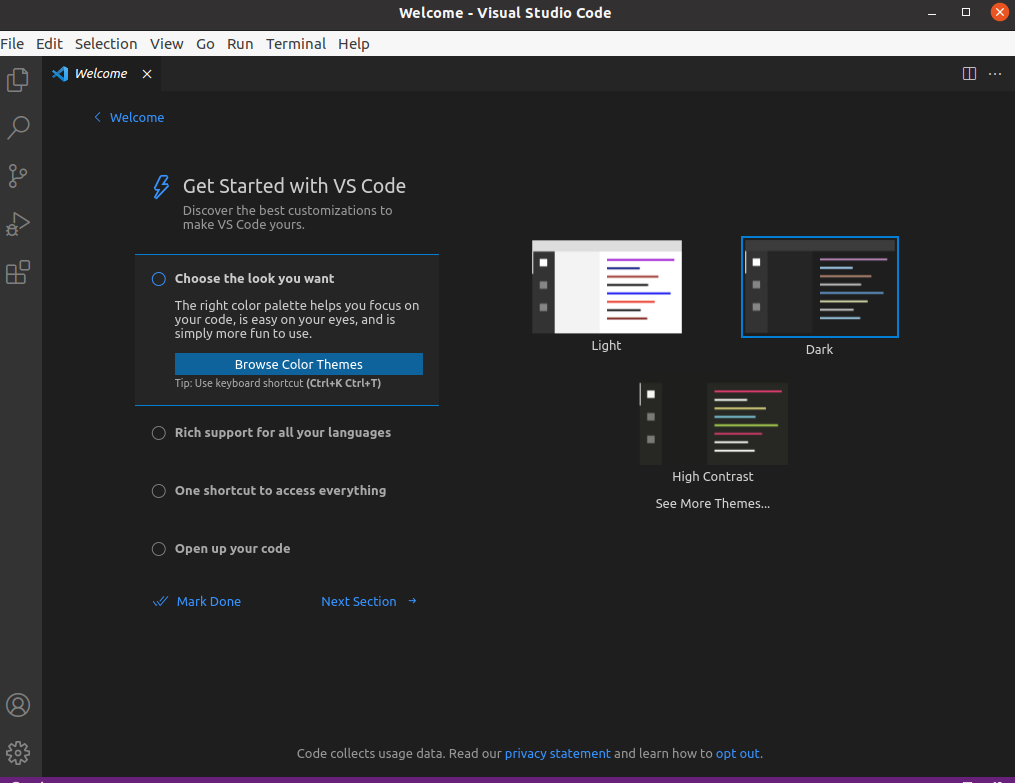 Welcome - Visual Studio Code
File Edit Selection View Go Run Terminal Help
Welcome
Welcome
Get Started with VS Code
Discover the best customizations to
make VS Code yours.
Choose the look you want
The right color palette helps you focus on
your code, is easy on your eyes, and is
simply more fun to use.
Browse Color Themes
Tip: Use keyboard shortcut (Ctrl+K Ctrl+T)
Rich support for all your languages
One shortcut to access everything
Open up your code
Mark Done
Next Section
Light
Dark
High Contrast
See More Themes...
Code collects usage data. Read our privacy statement and learn how to opt out.